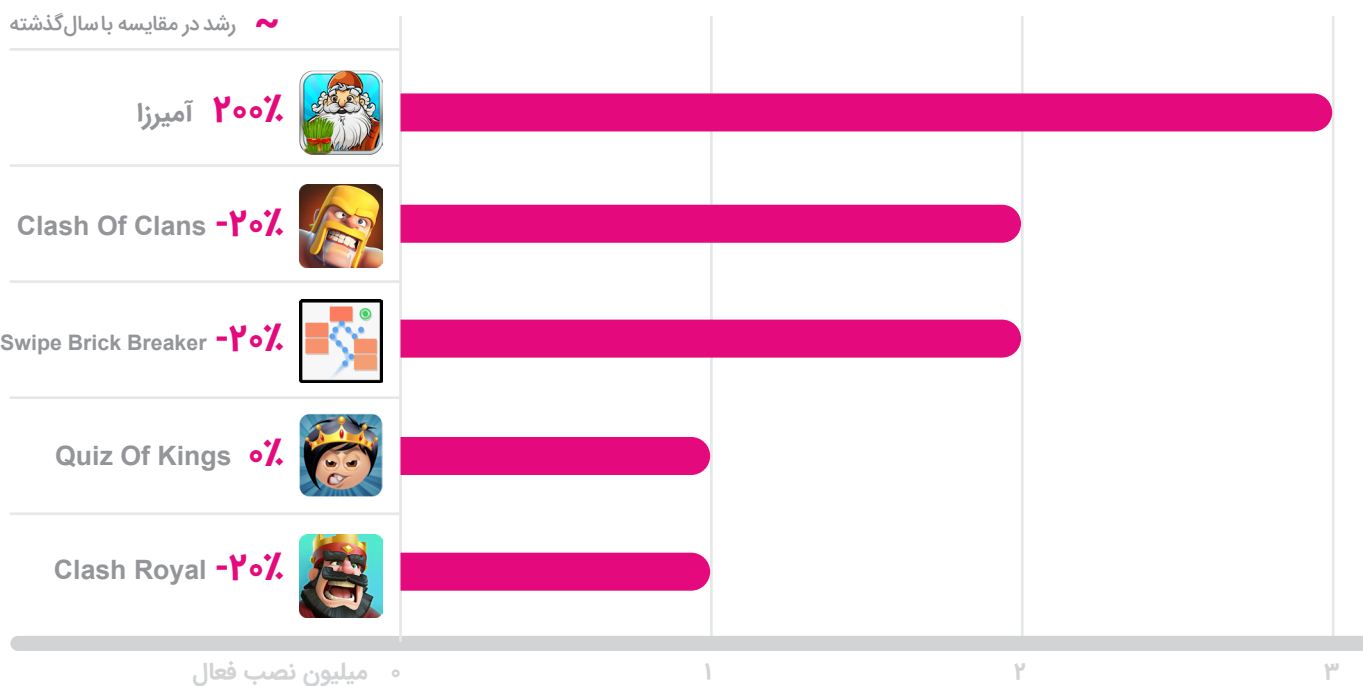 ~ رشد در مقایسه با سال گذشته
۲۰۰٪ آمیرزا
Clash Of Clans -۲۰٪
Swipe Brick Breaker -۲۰٪
Quiz Of Kings ۰٪
Clash Royal -۲۰٪
میلیون نصب فعال ۰ ۱ ۲ ۳